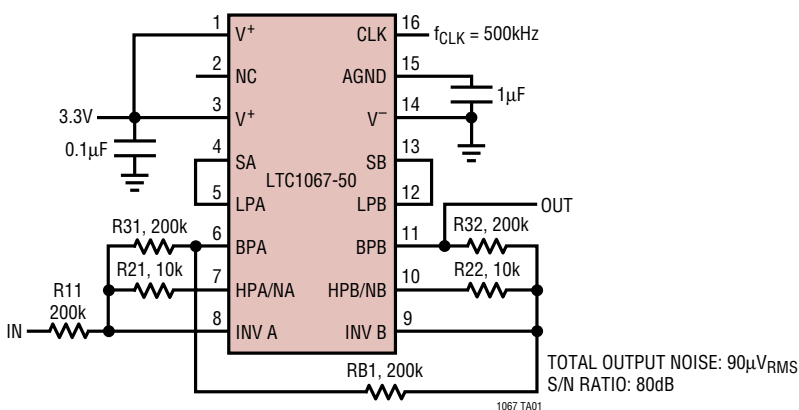 1 V+ CLK 16 fCLK = 500kHz
2 NC AGND 15
1µF
3.3V 3 V+ V− 14
0.1µF
4 SA SB 13
LTC1067-50
5 LPA LPB 12
OUT
R31, 200k 6 BPA BPB 11 R32, 200k
R21, 10k 7 HPA/NA HPB/NB 10 R22, 10k
R11
200k
IN 8 INV A INV B 9
RB1, 200k
TOTAL OUTPUT NOISE: 90µVRMS
S/N RATIO: 80dB
1067 TA01